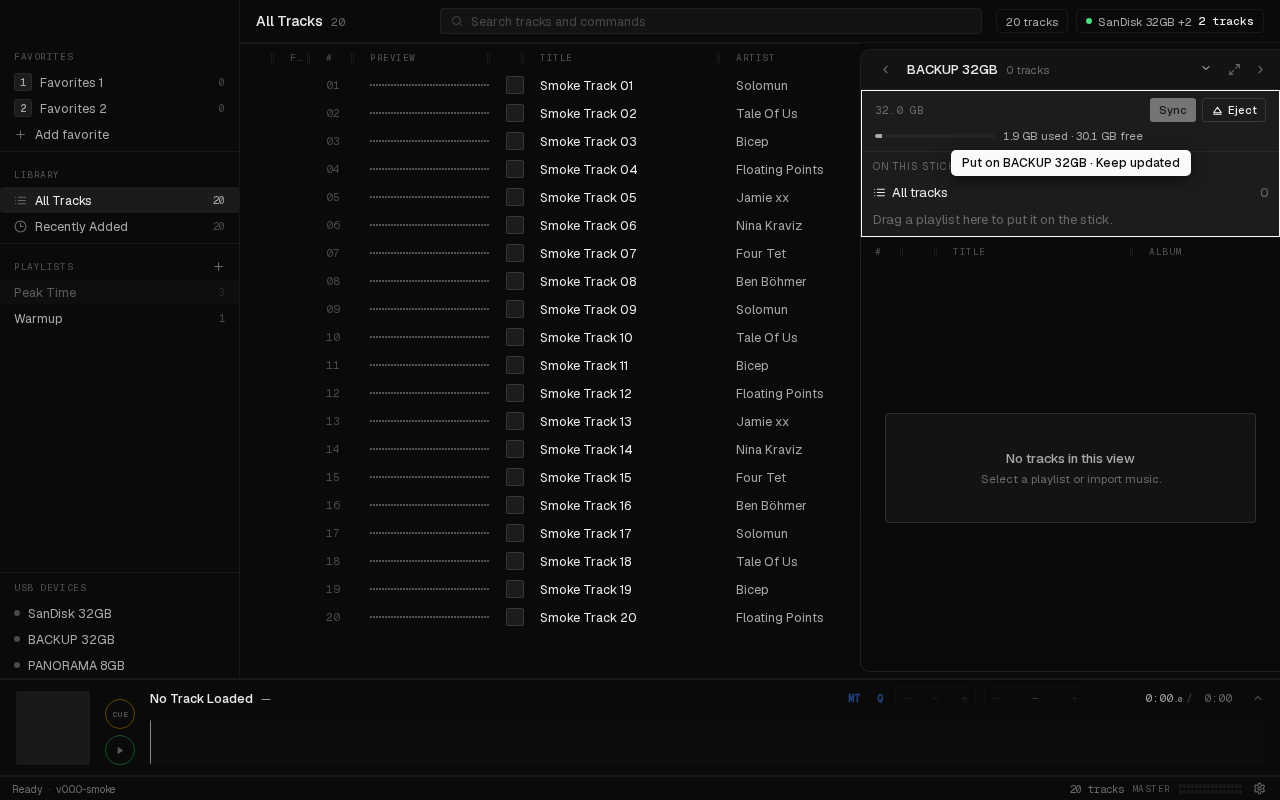 FAVORITES
1 Favorites 1 0
2 Favorites 2 0
+ Add favorite
LIBRARY
All Tracks 20
Recently Added 20
PLAYLISTS +
Peak Time 3
Warmup 1
USB DEVICES
SanDisk 32GB
BACKUP 32GB
PANORAMA 8GB
All Tracks 20
Search tracks and commands
20 tracks
SanDisk 32GB +2 2 tracks
F… # PREVIEW TITLE ARTIST
01 Smoke Track 01 Solomun
02 Smoke Track 02 Tale Of Us
03 Smoke Track 03 Bicep
04 Smoke Track 04 Floating Points
05 Smoke Track 05 Jamie xx
06 Smoke Track 06 Nina Kraviz
07 Smoke Track 07 Four Tet
08 Smoke Track 08 Ben Böhmer
09 Smoke Track 09 Solomun
10 Smoke Track 10 Tale Of Us
11 Smoke Track 11 Bicep
12 Smoke Track 12 Floating Points
13 Smoke Track 13 Jamie xx
14 Smoke Track 14 Nina Kraviz
15 Smoke Track 15 Four Tet
16 Smoke Track 16 Ben Böhmer
17 Smoke Track 17 Solomun
18 Smoke Track 18 Tale Of Us
19 Smoke Track 19 Bicep
20 Smoke Track 20 Floating Points
BACKUP 32GB 0 tracks
32.0 GB Sync Eject
1.9 GB used · 30.1 GB free
Put on BACKUP 32GB · Keep updated
ON THIS STICK
All tracks 0
Drag a playlist here to put it on the stick.
# TITLE ALBUM
No tracks in this view
Select a playlist or import music.
CUE
No Track Loaded —
MT Q — — + — — +
0:00.0 / 0:00
Ready · v0.0.0-smoke
20 tracks MASTER